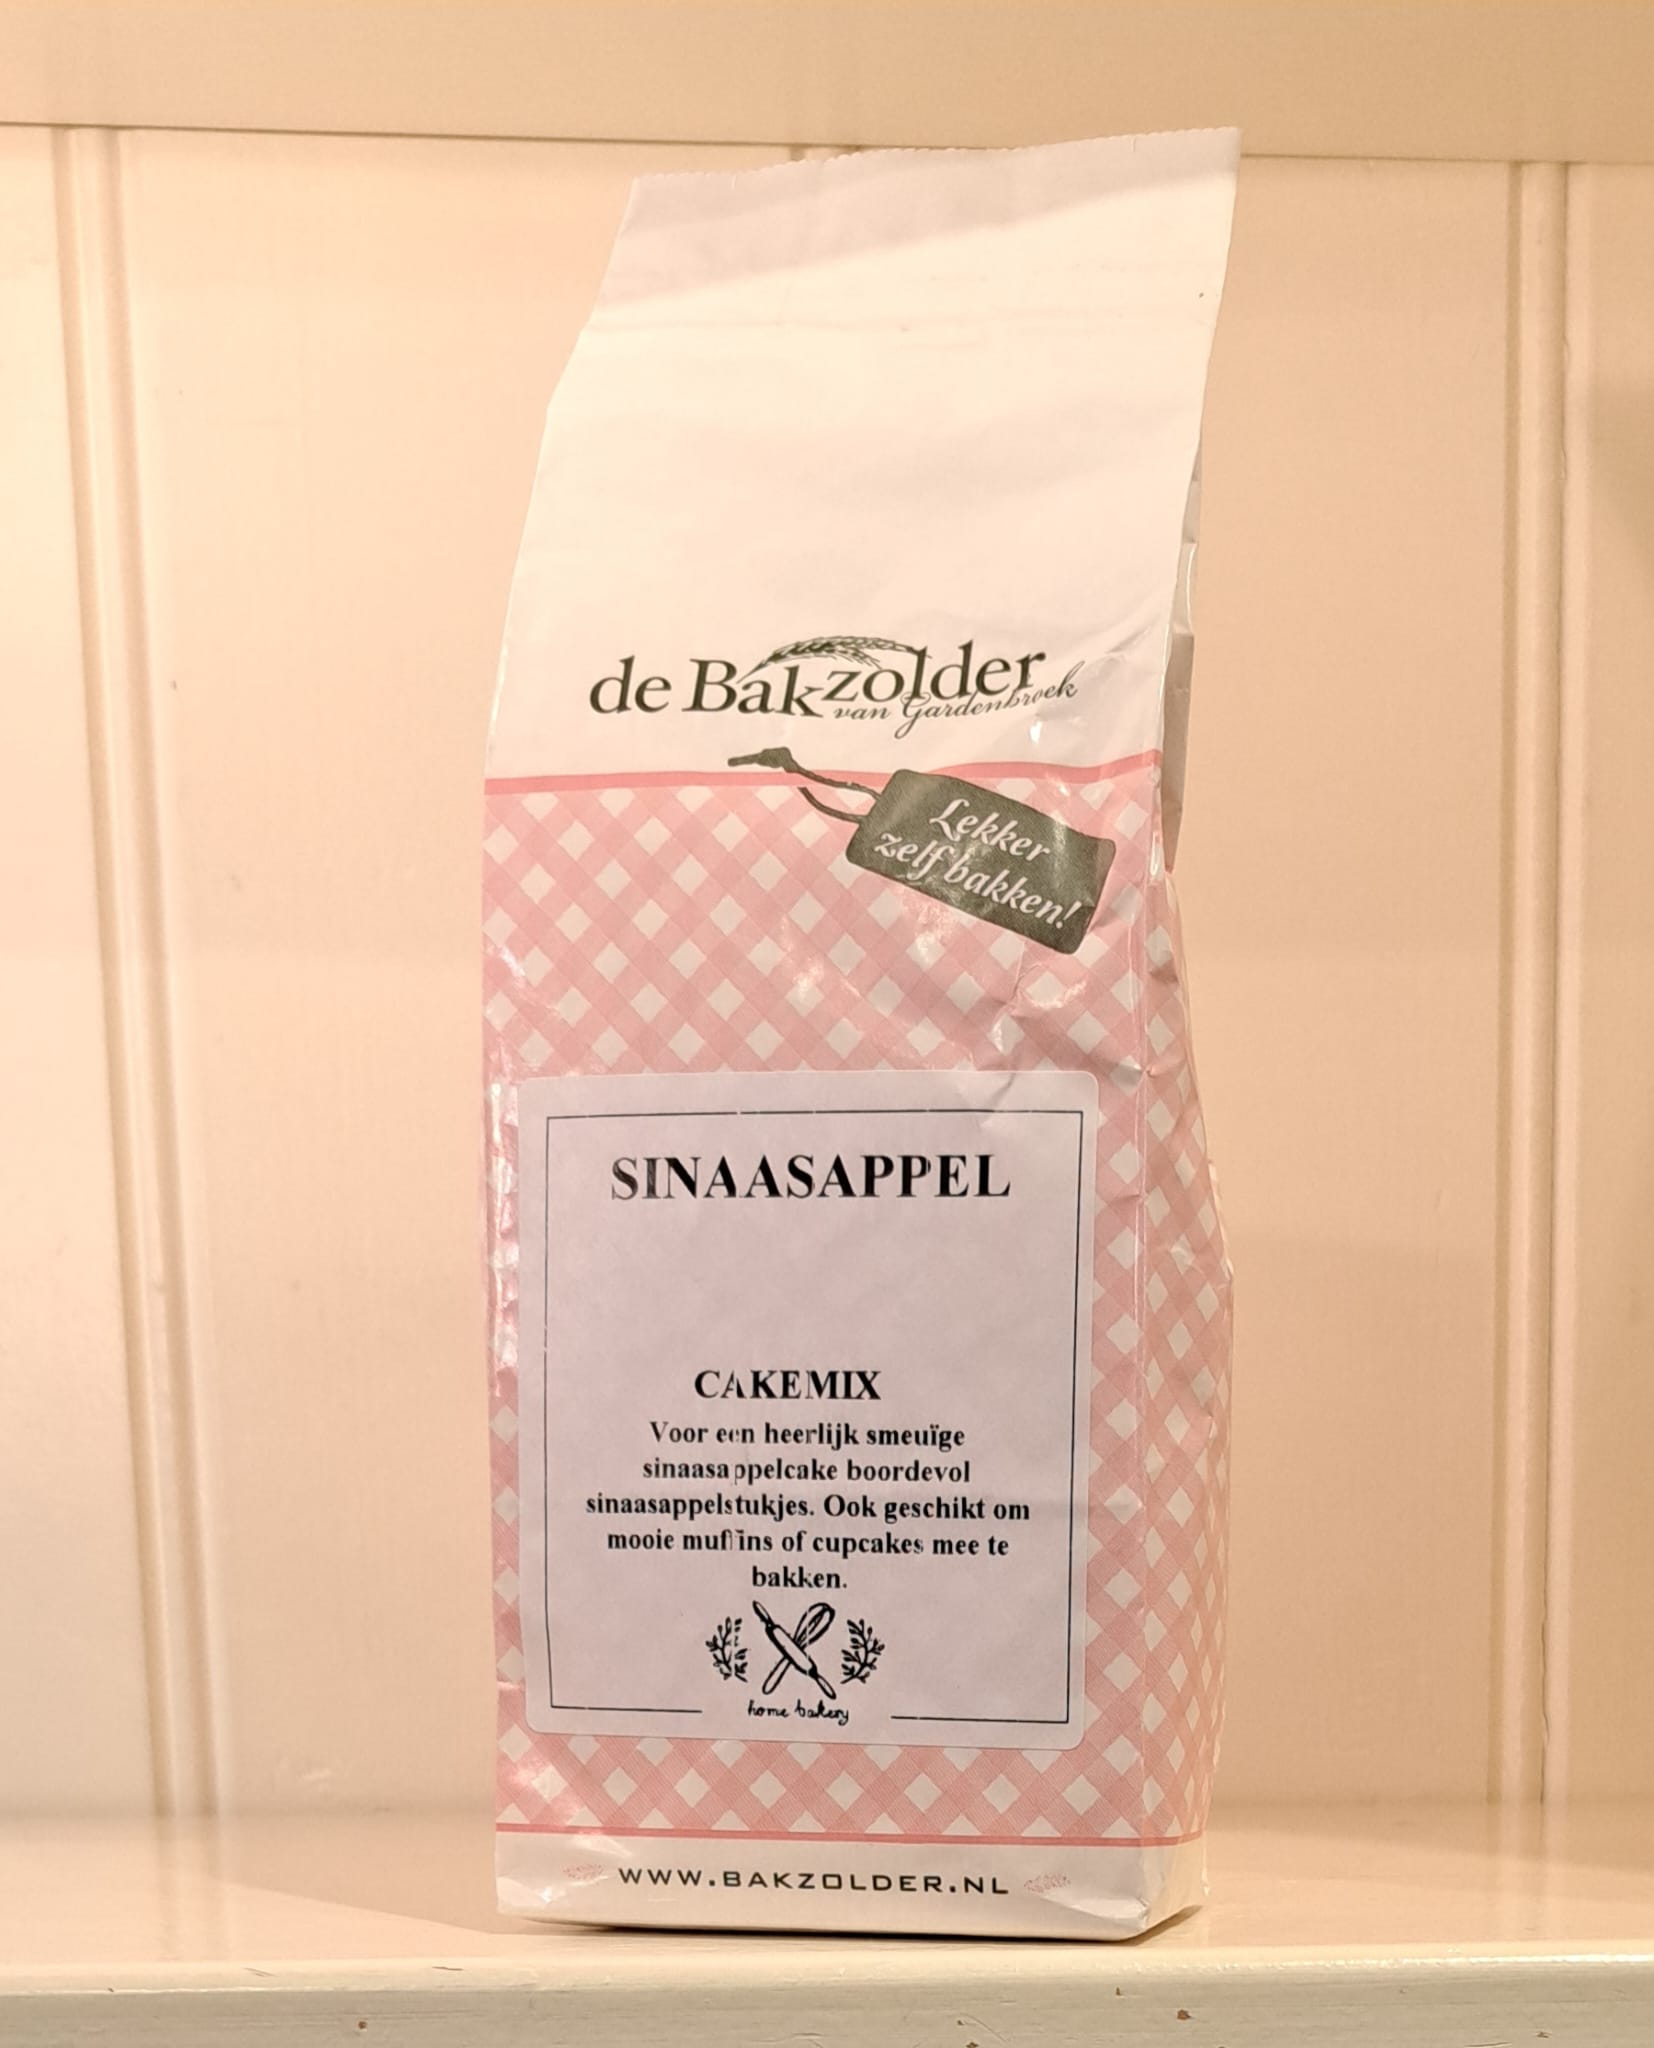 de Bakzolder
van Gardenbroek
Lekker
zelf bakken!
SINAASAPPEL
CAKEMIX
Voor een heerlijk smeuïge
sinaasappelcake boordevol
sinaasappelstukjes. Ook geschikt om
mooie muffins of cupcakes mee te
bakken.
home bakery
WWW.BAKZOLDER.NL